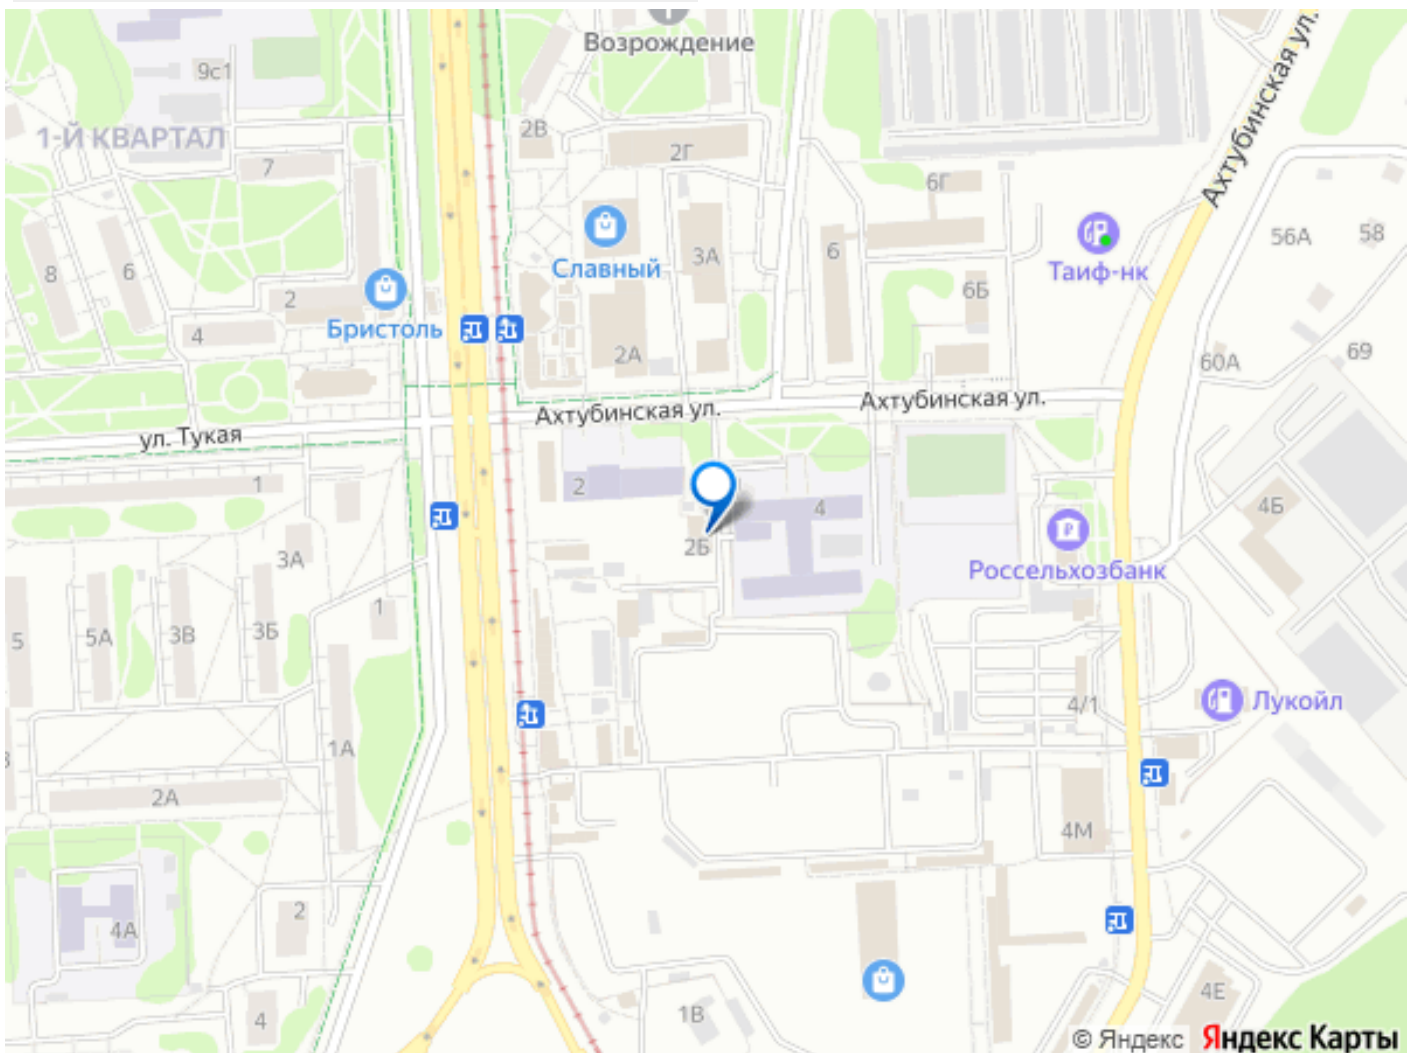 Возрождение
9с1
1-Й КВАРТАЛ
2В
2Г
7
6Г
Ахтубинская ул.
56А
58
8
6
Славный
3А
6
Таиф-нк
2
6Б
Бристоль
4
2А
60А
69
Ахтубинская ул.
Ахтубинская ул.
ул. Тукая
1
2
4
4Б
2Б
3А
Россельхозбанк
1
5
5А
3В
3Б
4/1
Лукойл
1А
2А
4М
2
4А
4
1В
4Е
© Яндекс Яндекс Карты